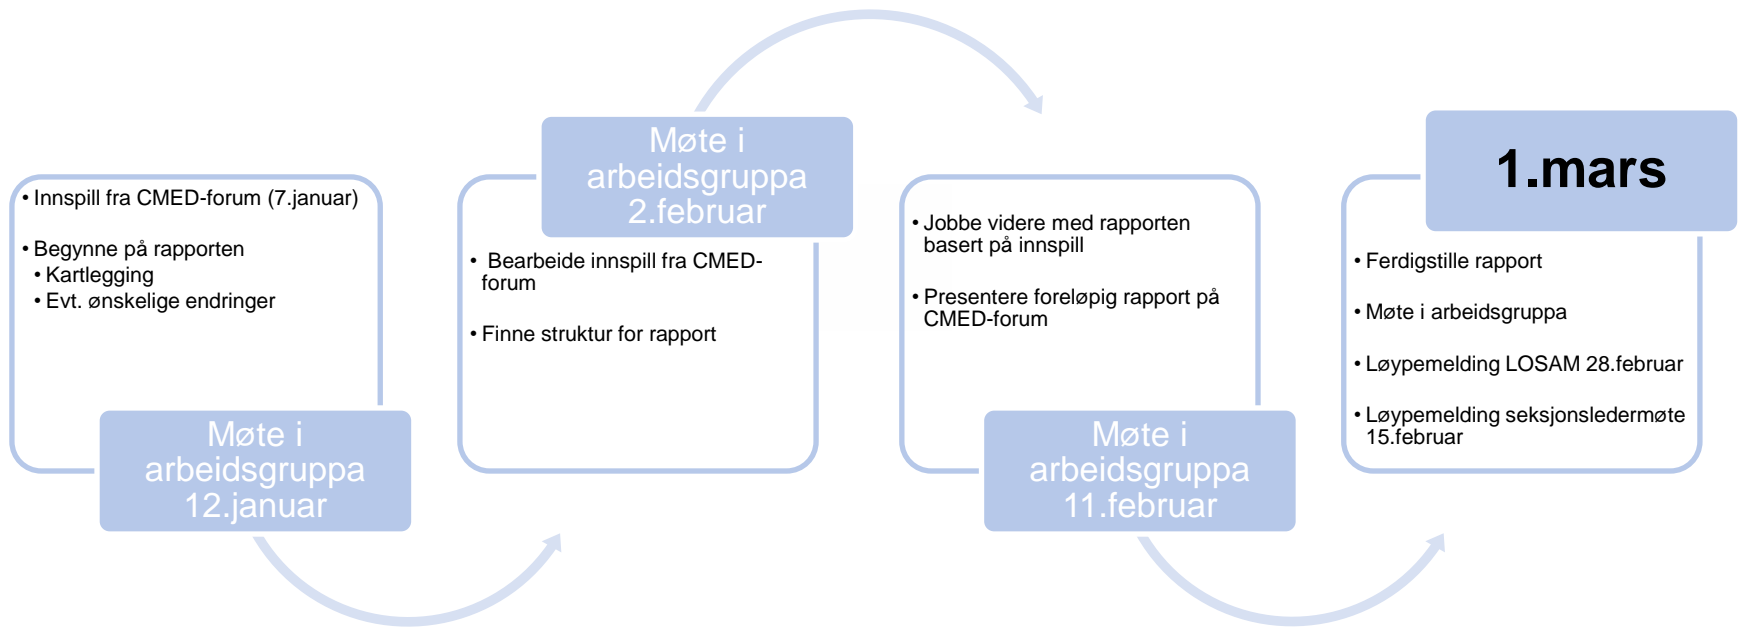 • Innspill fra CMED-forum (7.januar)
• Begynne på rapporten
• Kartlegging
• Evt. ønskelige endringer
Møte i
arbeidsgruppa
12.januar
Møte i
arbeidsgruppa
2.februar
• Bearbeide innspill fra CMED-
forum
• Finne struktur for rapport
• Jobbe videre med rapporten
basert på innspill
• Presentere foreløpig rapport på
CMED-forum
Møte i
arbeidsgruppa
11.februar
1.mars
• Ferdigstille rapport
• Møte i arbeidsgruppa
• Løypemelding LOSAM 28.februar
• Løypemelding seksjonsledermøte
15.februar